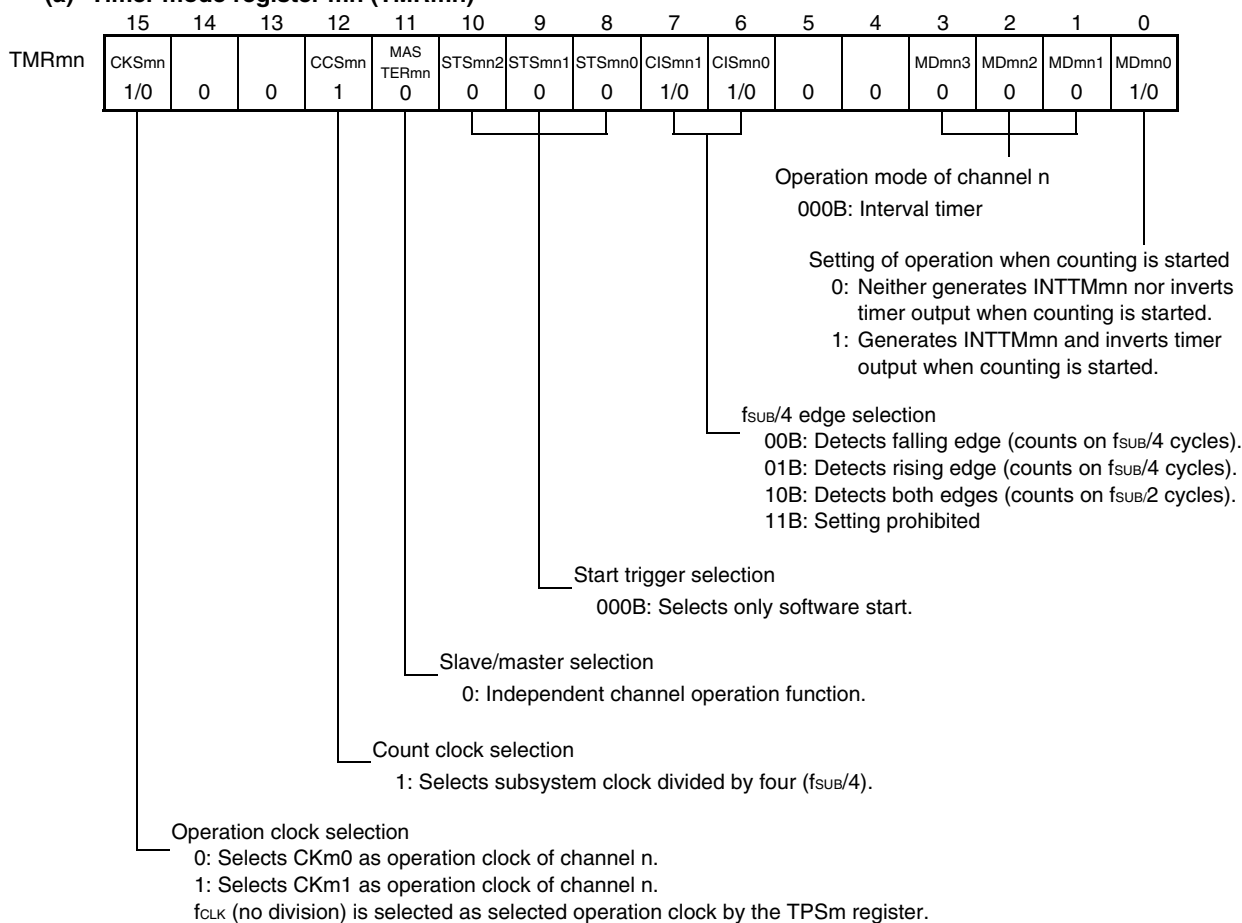 (a) Timer mode register mn (TMRmn)
15 14 13 12 11 10 9 8 7 6 5 4 3 2 1 0
TMRmn
CKSmn CCSmn MAS TERmn STSmn2 STSmn1 STSmn0 CISmn1 CISmn0 MDmn3 MDmn2 MDmn1 MDmn0
1/0 0 0 1 0 0 0 0 1/0 1/0 0 0 0 0 0 1/0
Operation mode of channel n
000B: Interval timer
Setting of operation when counting is started
0: Neither generates INTTMmn nor inverts
timer output when counting is started.
1: Generates INTTMmn and inverts timer
output when counting is started.
fSUB/4 edge selection
00B: Detects falling edge (counts on fSUB/4 cycles).
01B: Detects rising edge (counts on fSUB/4 cycles).
10B: Detects both edges (counts on fSUB/2 cycles).
11B: Setting prohibited
Start trigger selection
000B: Selects only software start.
Slave/master selection
0: Independent channel operation function.
Count clock selection
1: Selects subsystem clock divided by four (fSUB/4).
Operation clock selection
0: Selects CKm0 as operation clock of channel n.
1: Selects CKm1 as operation clock of channel n.
fCLK (no division) is selected as selected operation clock by the TPSm register.